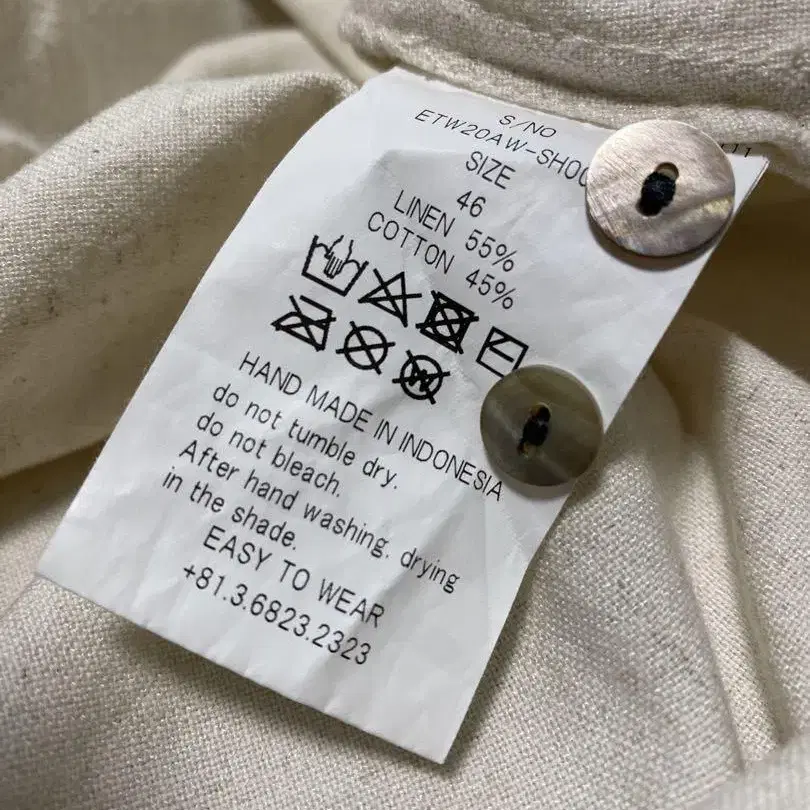 S/NO
ETW20AW-SH00
SIZE
46
LINEN 55%
COTTON 45%
HAND MADE IN INDONESIA
do not tumble dry.
do not bleach.
After hand washing. drying
in the shade.
EASY TO WEAR
+81.3.6823.2323